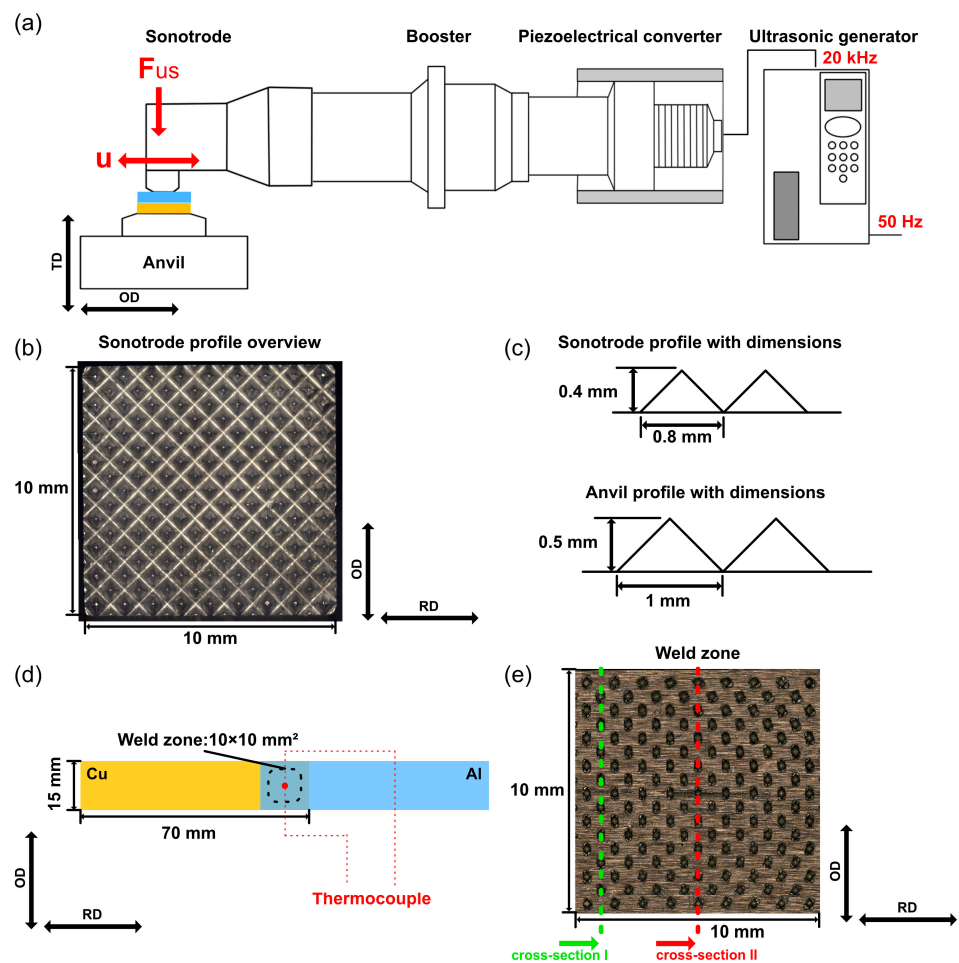 (a)
Sonotrode
Booster
Piezoelectrical converter
Ultrasonic generator
20 kHz
Fus
u
50 Hz
Anvil
TD
OD
(b)
Sonotrode profile overview
10 mm
10 mm
OD
RD
(c)
Sonotrode profile with dimensions
0.4 mm
0.8 mm
Anvil profile with dimensions
0.5 mm
1 mm
(d)
Weld zone:10×10 mm²
Cu
Al
15 mm
70 mm
Thermocouple
OD
RD
(e)
Weld zone
10 mm
10 mm
OD
RD
cross-section I
cross-section II